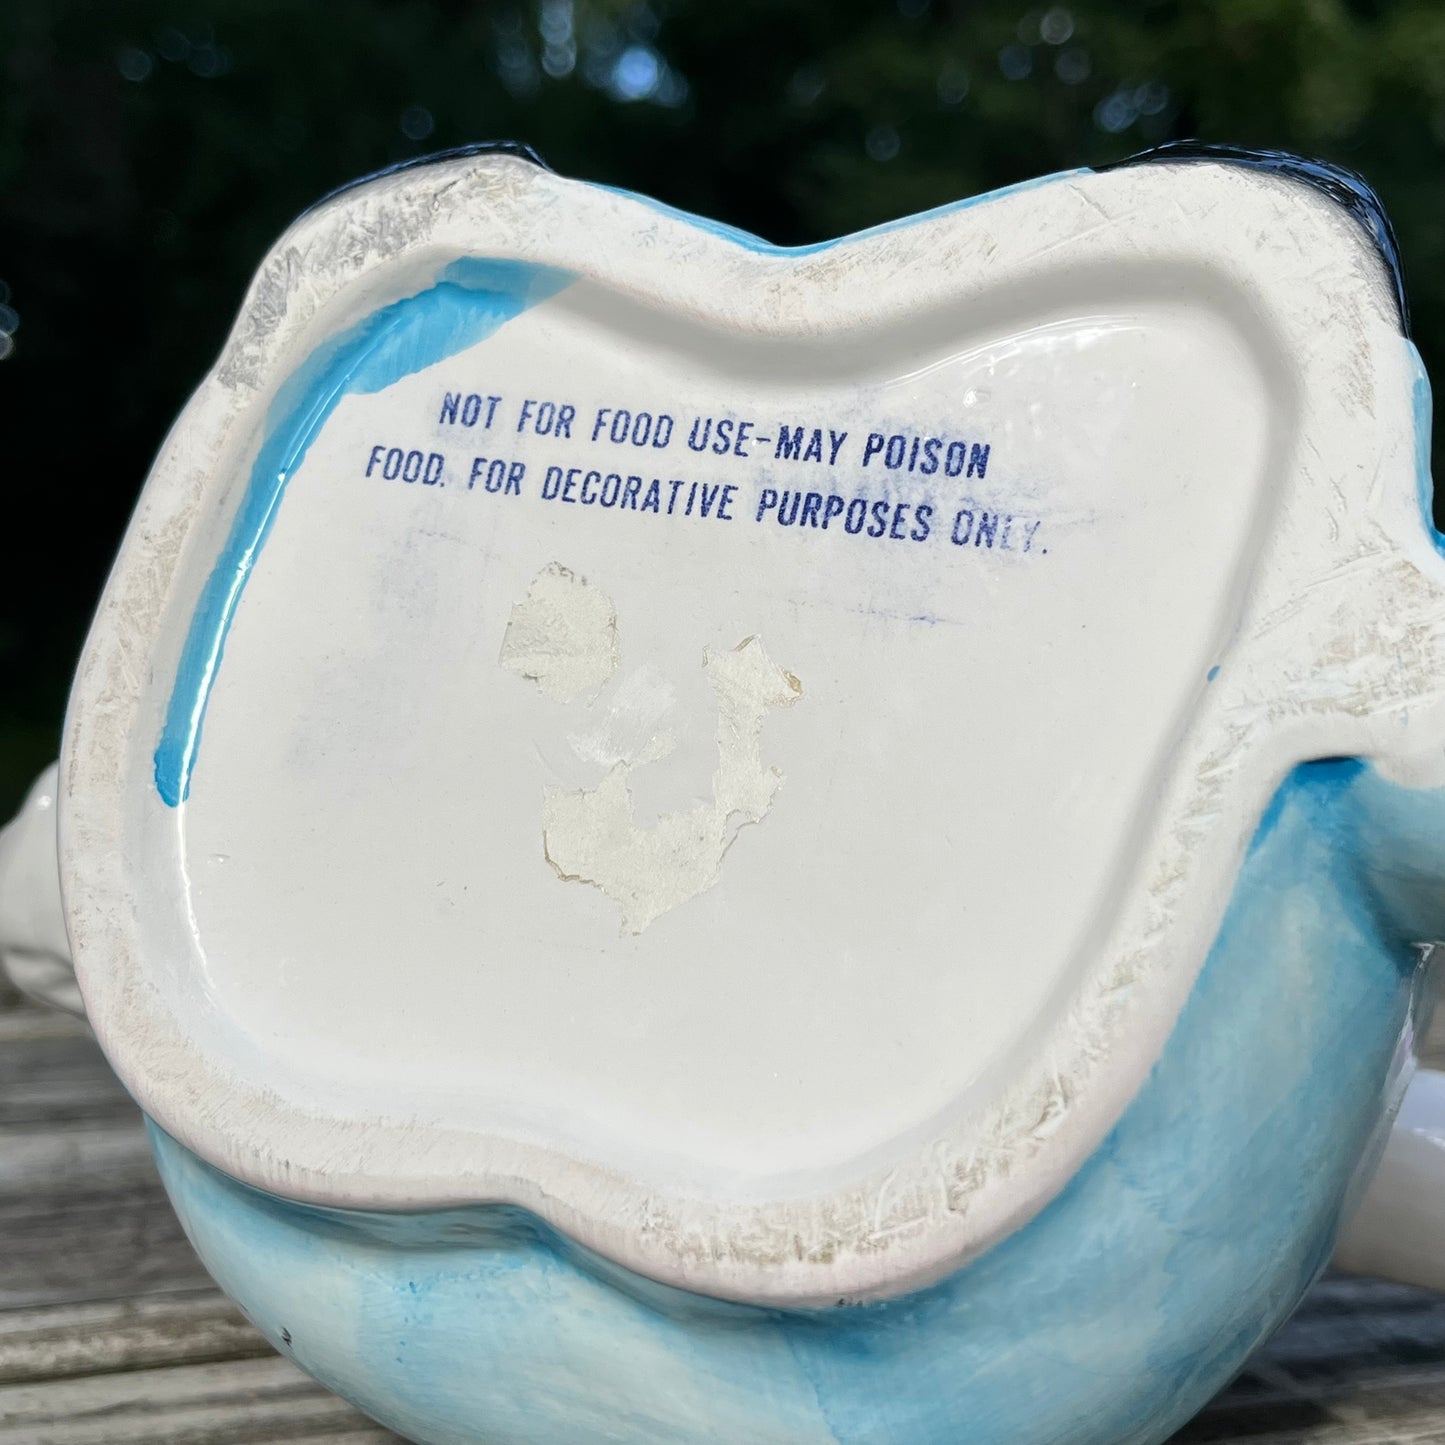 NOT FOR FOOD USE-MAY POISON
FOOD. FOR DECORATIVE PURPOSES ONLY.